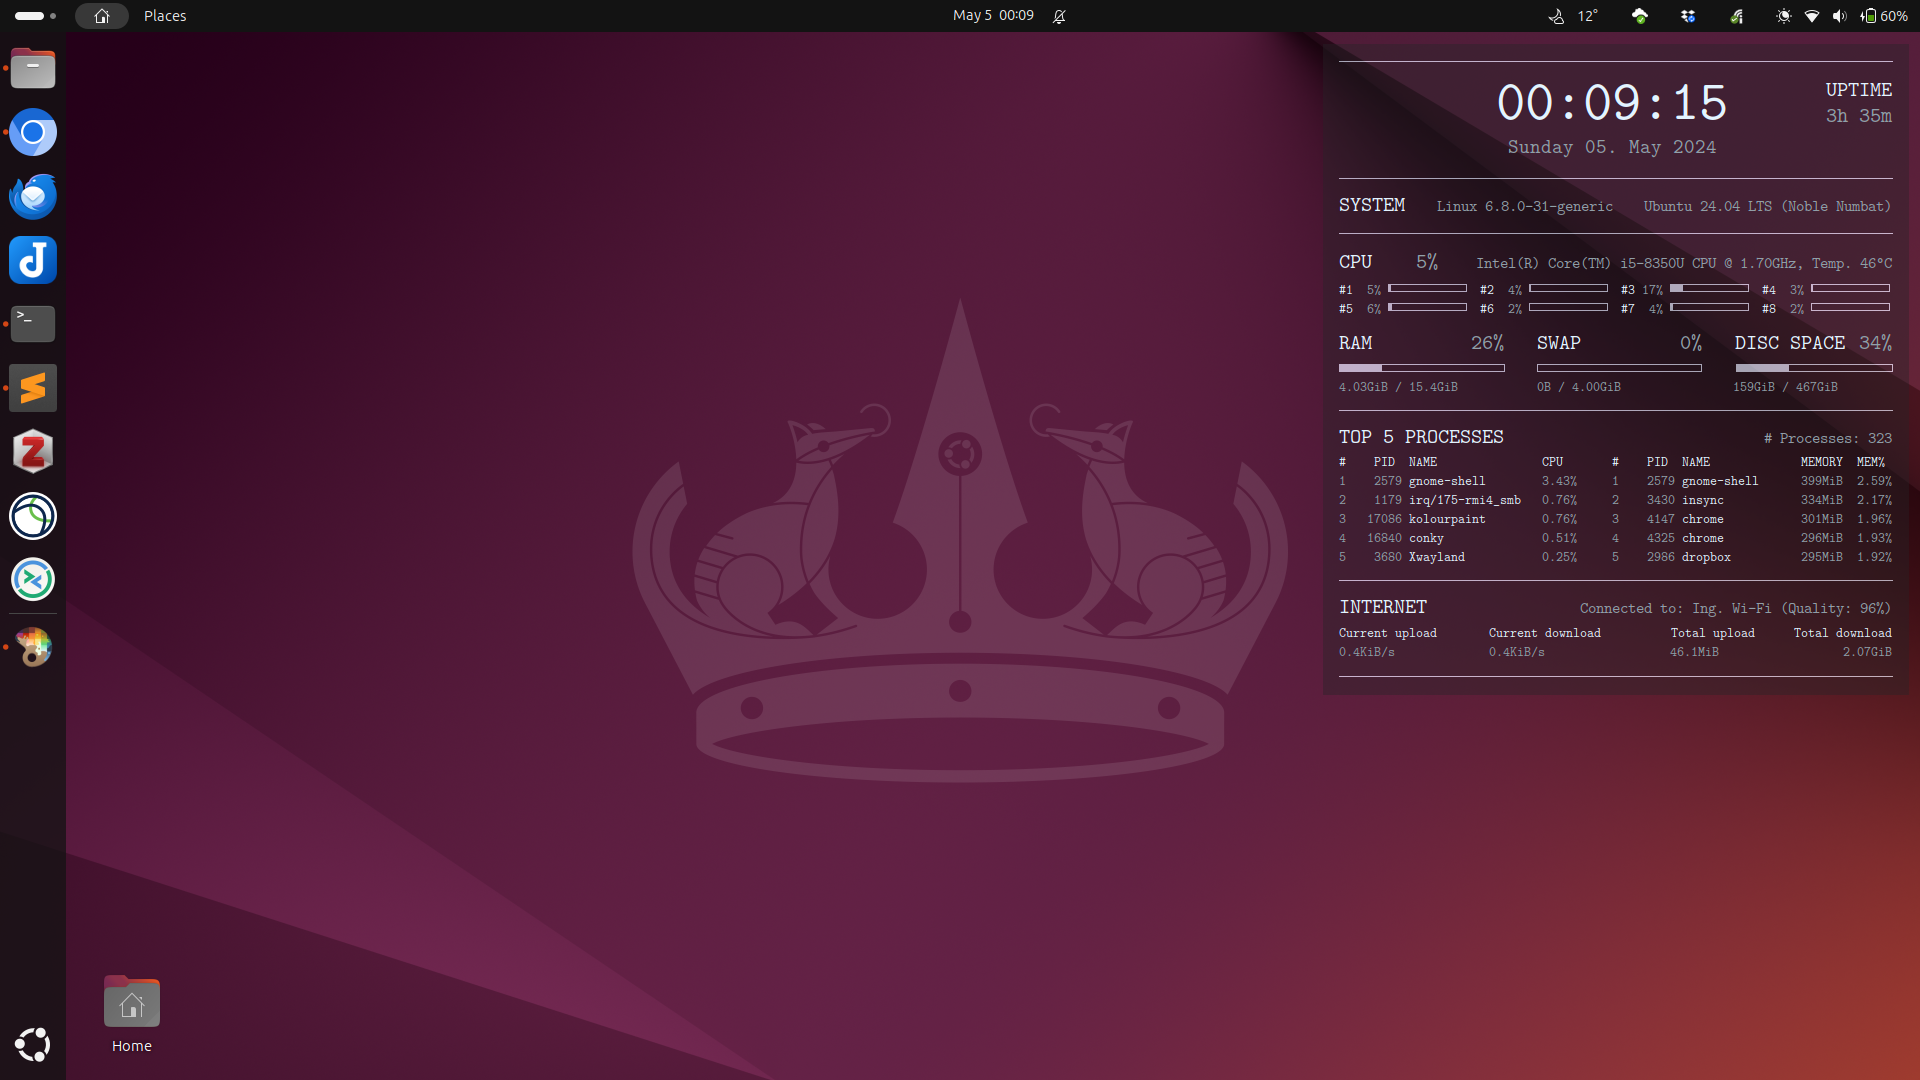 Places
May 5 00:09
12°
60%
00:09:15
UPTIME
3h 35m
Sunday 05. May 2024
SYSTEM Linux 6.8.0-31-generic Ubuntu 24.04 LTS (Noble Numbat)
CPU 5% Intel(R) Core(TM) i5-8350U CPU @ 1.70GHz, Temp. 46°C
#1 5% #2 4% #3 17% #4 3%
#5 6% #6 2% #7 4% #8 2%
RAM 26% SWAP 0% DISC SPACE 34%
4.03GiB / 15.4GiB 0B / 4.00GiB 159GiB / 467GiB
TOP 5 PROCESSES # Processes: 323
# PID NAME CPU # PID NAME MEMORY MEM%
1 2579 gnome-shell 3.43% 1 2579 gnome-shell 399MiB 2.59%
2 1179 irq/175-rmi4_smb 0.76% 2 3430 insync 334MiB 2.17%
3 17086 kolourpaint 0.76% 3 4147 chrome 301MiB 1.96%
4 16840 conky 0.51% 4 4325 chrome 296MiB 1.93%
5 3680 Xwayland 0.25% 5 2986 dropbox 295MiB 1.92%
INTERNET Connected to: Ing. Wi-Fi (Quality: 96%)
Current upload Current download Total upload Total download
0.4KiB/s 0.4KiB/s 46.1MiB 2.07GiB
Home